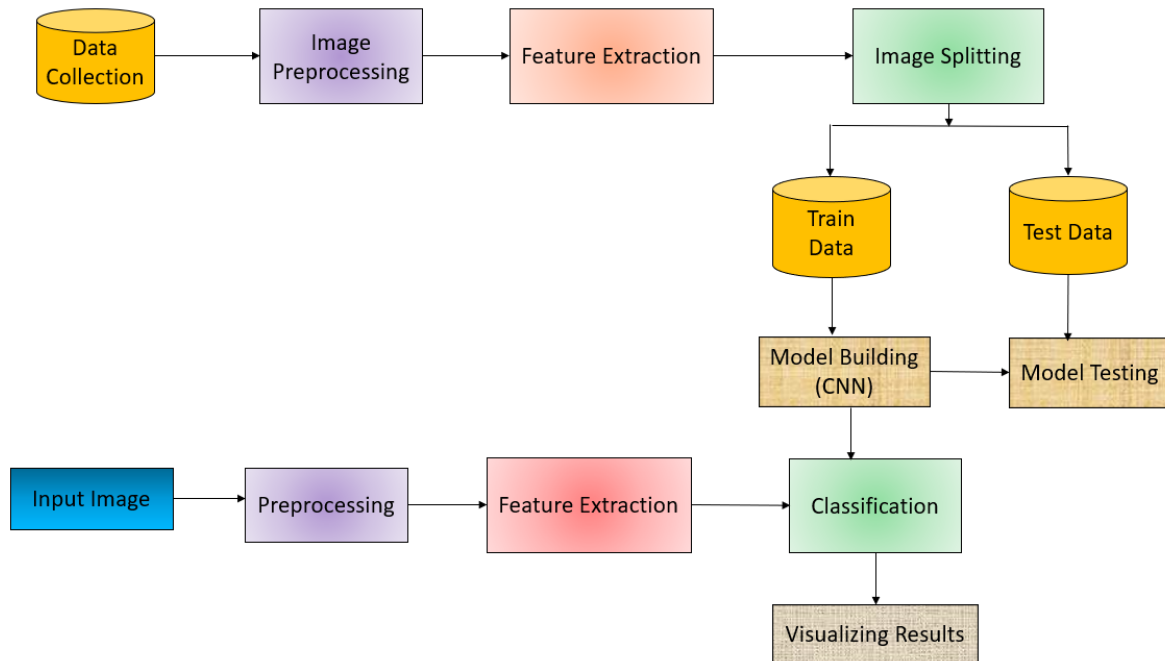 Data
Collection
Image
Preprocessing
Feature Extraction
Image Splitting
Train
Data
Test Data
Model Building
(CNN)
Model Testing
Input Image
Preprocessing
Feature Extraction
Classification
Visualizing Results